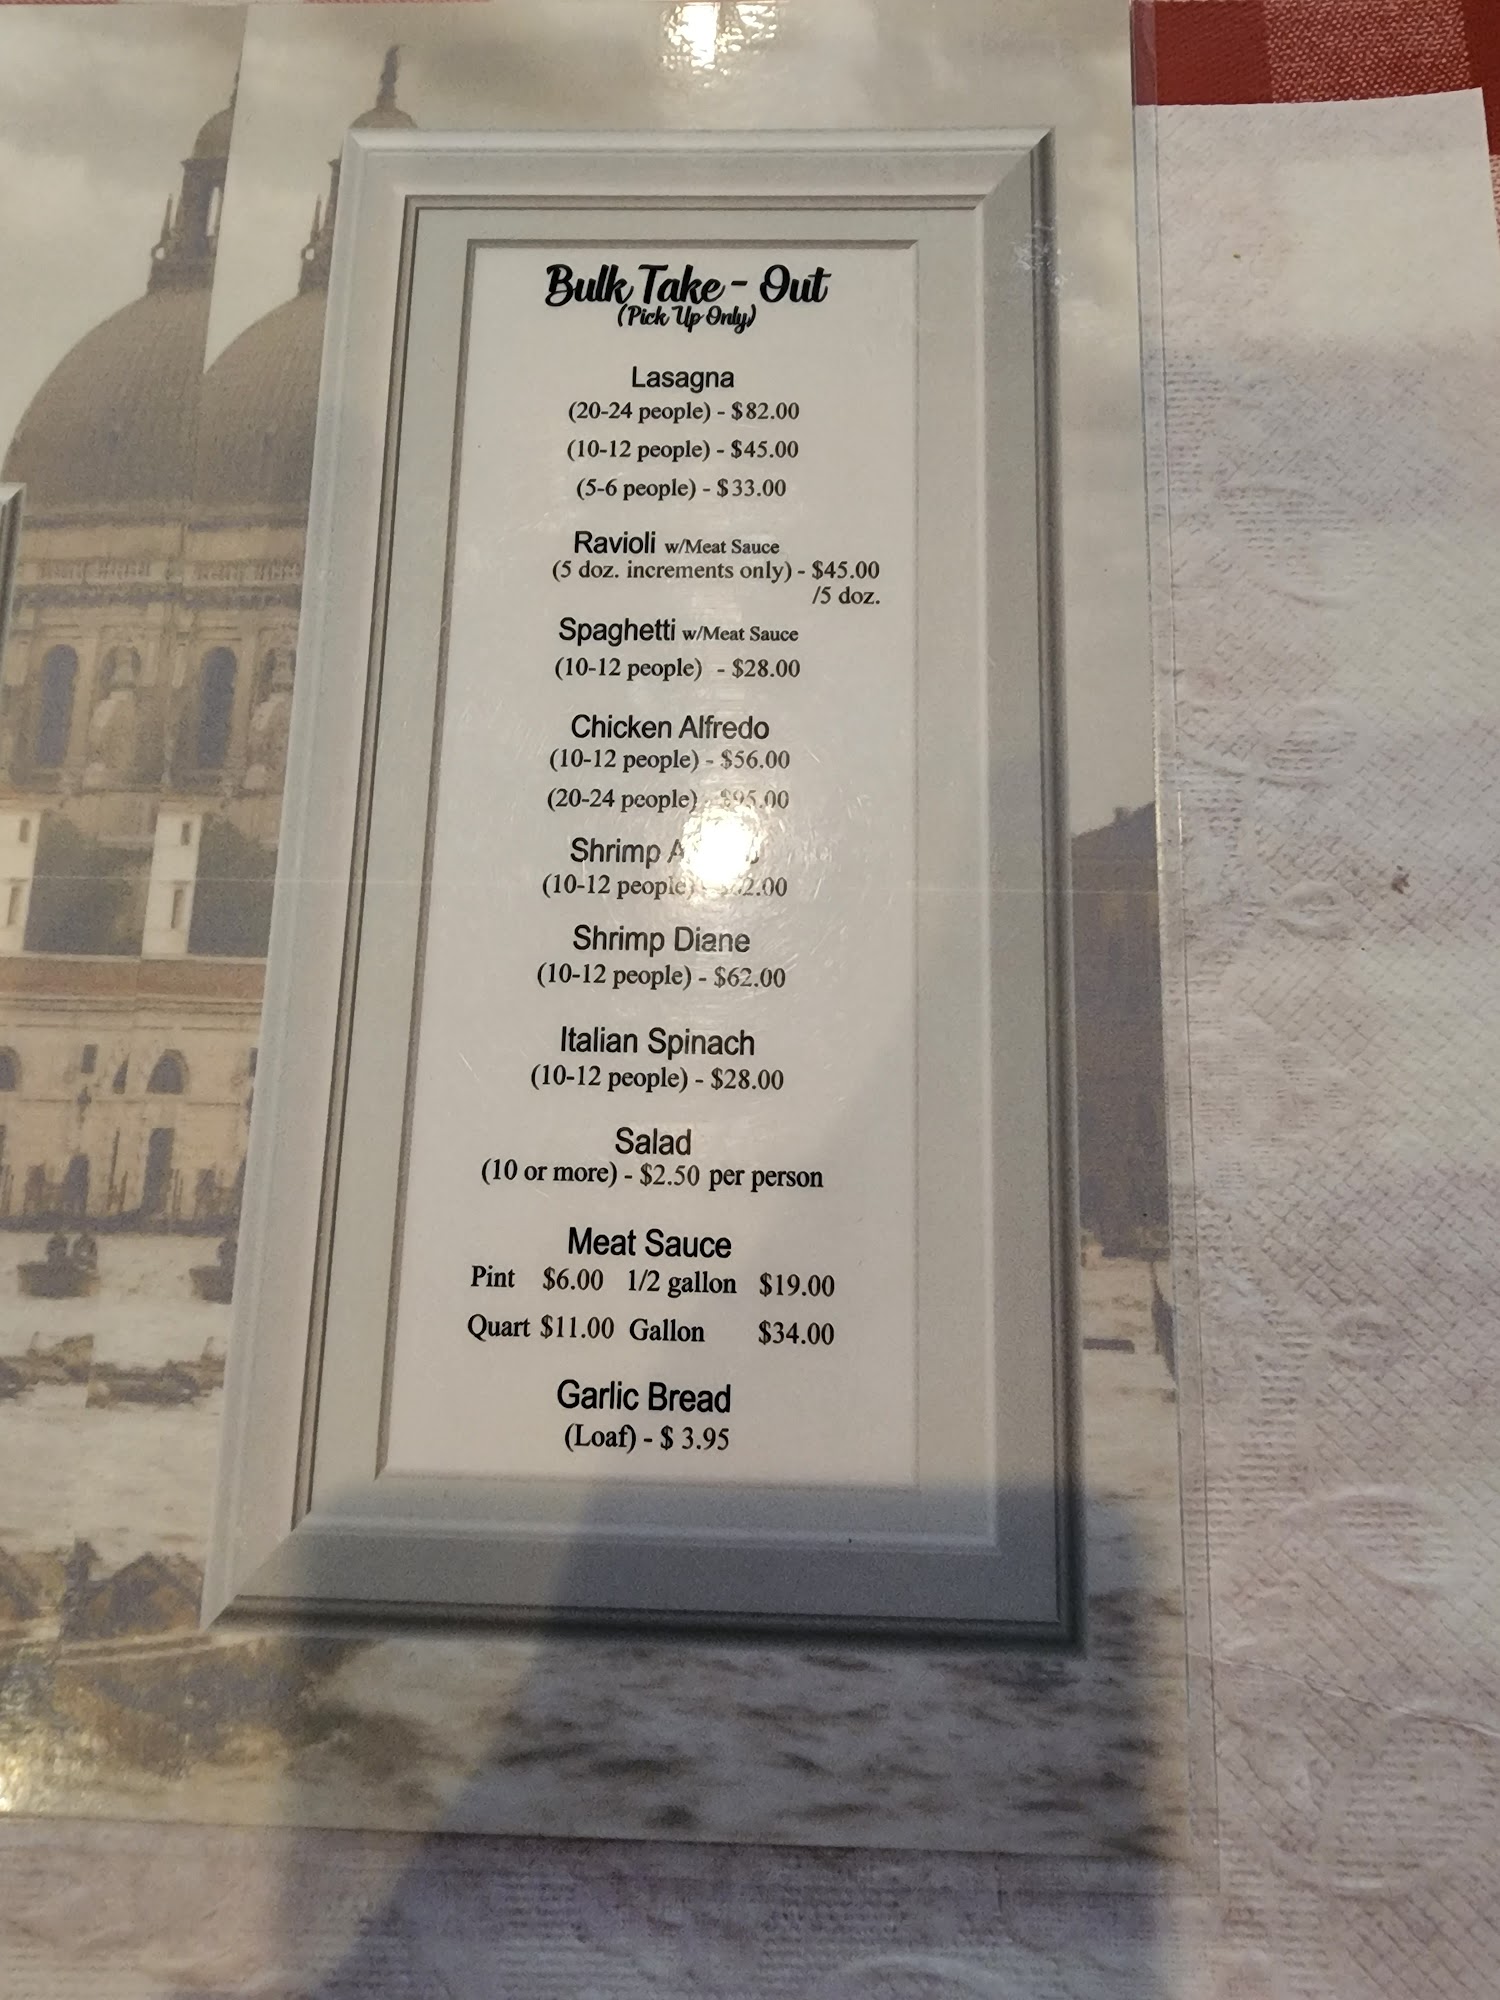 Bulk Take - Out
(Pick Up Only)
Lasagna
(20-24 people) - $82.00
(10-12 people) - $45.00
(5-6 people) - $33.00
Ravioli w/Meat Sauce
(5 doz. increments only) - $45.00
/5 doz.
Spaghetti w/Meat Sauce
(10-12 people) - $28.00
Chicken Alfredo
(10-12 people) - $56.00
(20-24 people) - $95.00
Shrimp
(10-12 people)
Shrimp Diane
(10-12 people) - $62.00
Italian Spinach
(10-12 people) - $28.00
Salad
(10 or more) - $2.50 per person
Meat Sauce
Pint $6.00 1/2 gallon $19.00
Quart $11.00 Gallon $34.00
Garlic Bread
(Loaf) - $ 3.95